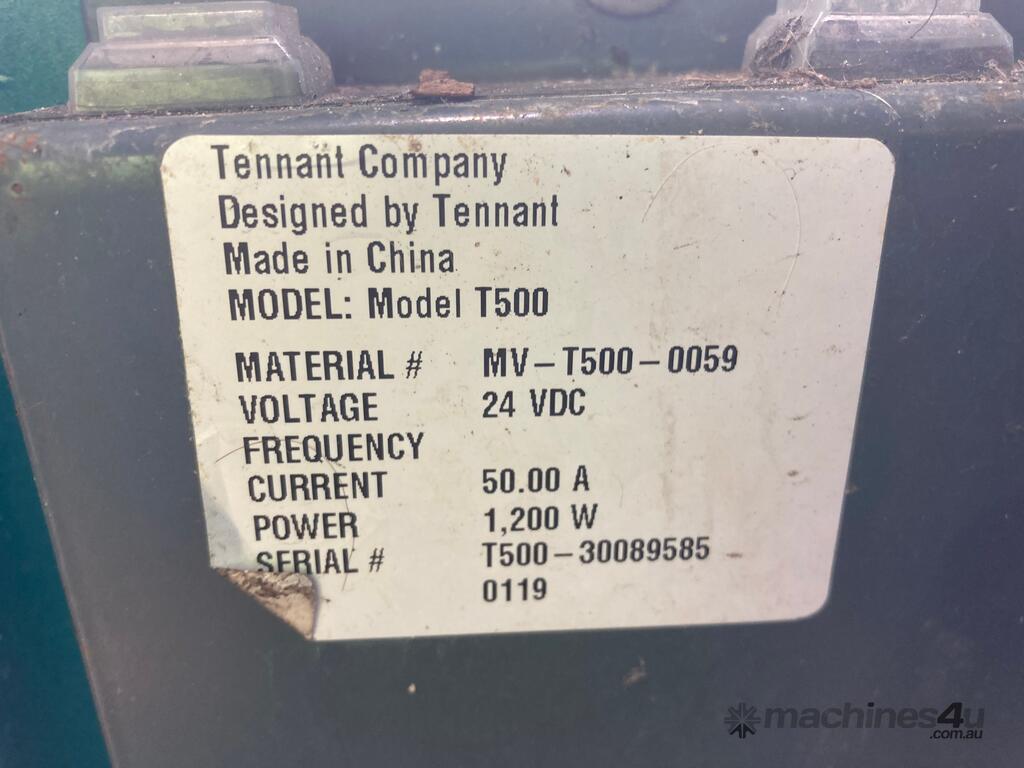 Tennant Company
Designed by Tennant
Made in China
MODEL: Model T500
MATERIAL # MV-T500-0059
VOLTAGE 24 VDC
FREQUENCY
CURRENT 50.00 A
POWER 1,200 W
SERIAL # T500-30089585
0119
machines4u
.com.au